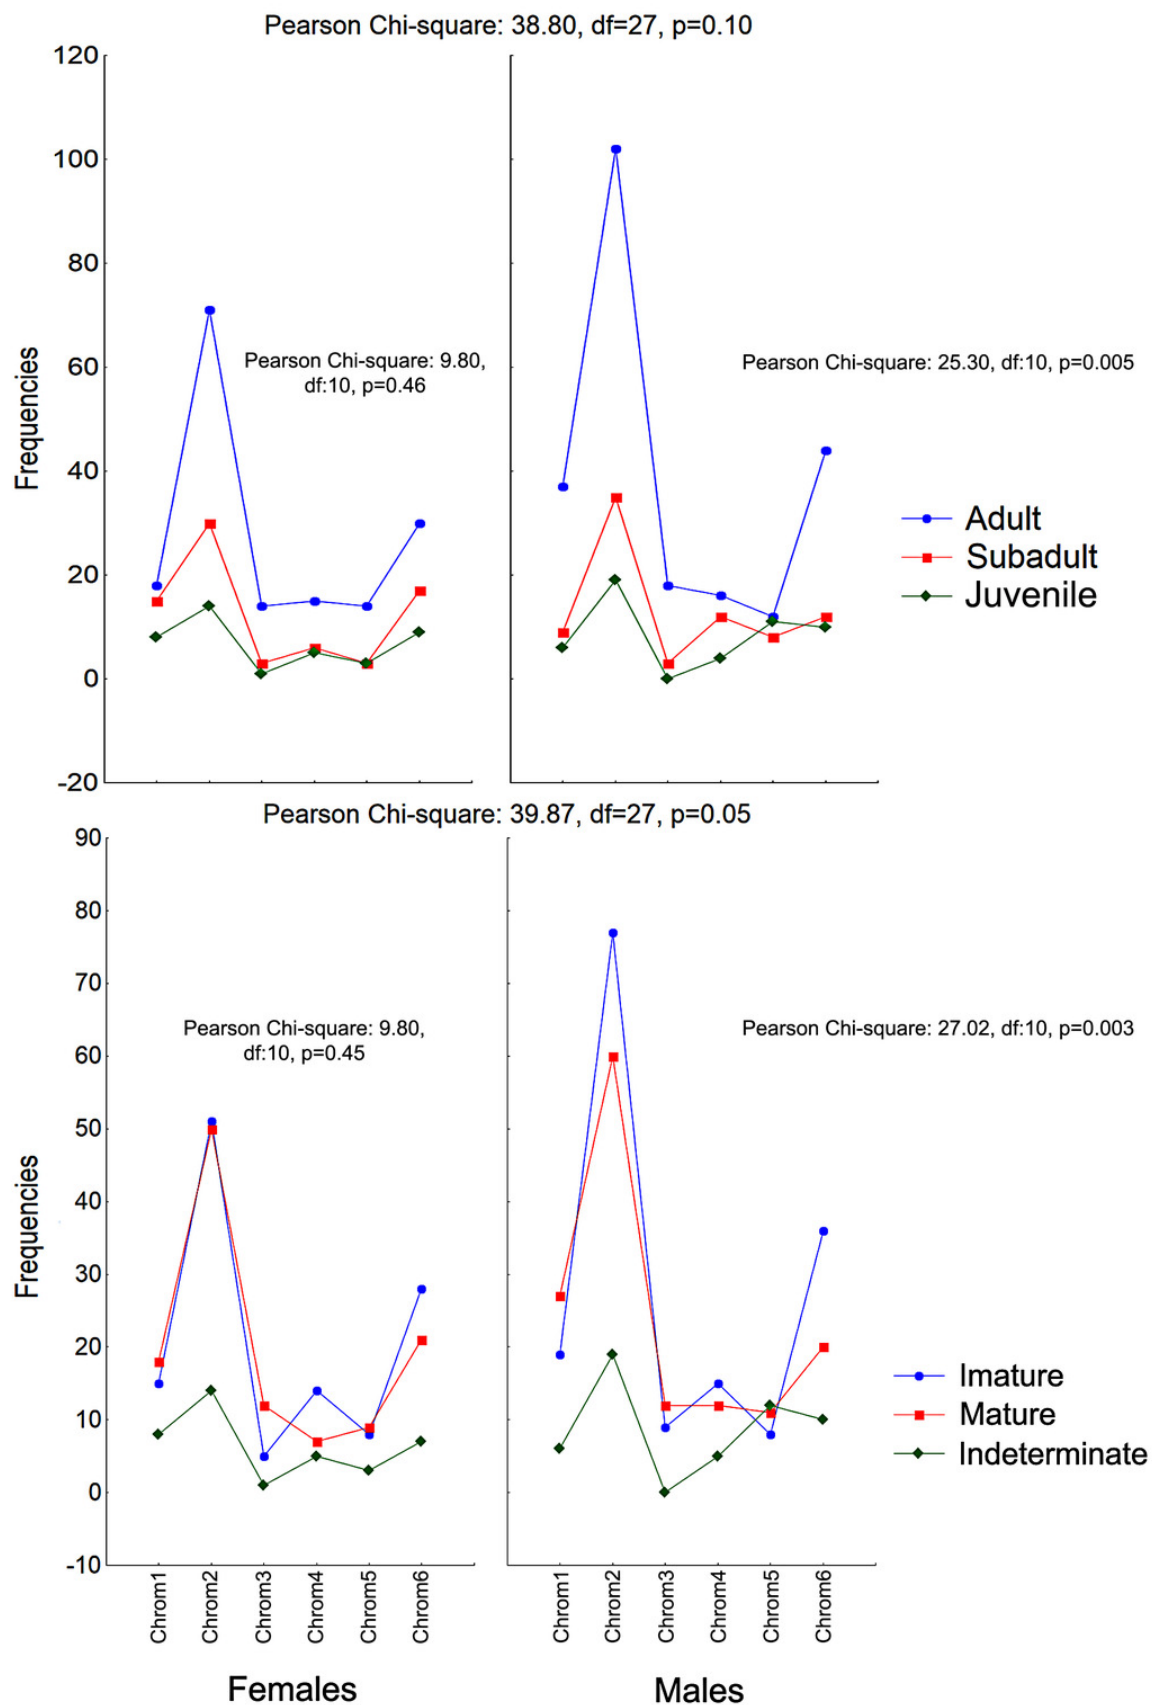 Pearson Chi-square: 38.80, df=27, p=0.10
120
100
80
60
40
20
0
-20
Frequencies
Pearson Chi-square: 9.80,
df:10, p=0.46
Pearson Chi-square: 25.30, df:10, p=0.005
Adult
Subadult
Juvenile
Pearson Chi-square: 39.87, df=27, p=0.05
90
80
70
60
50
40
30
20
10
0
-10
Frequencies
Pearson Chi-square: 9.80,
df:10, p=0.45
Pearson Chi-square: 27.02, df:10, p=0.003
Imature
Mature
Indeterminate
Chrom1
Chrom2
Chrom3
Chrom4
Chrom5
Chrom6
Chrom1
Chrom2
Chrom3
Chrom4
Chrom5
Chrom6
Females
Males